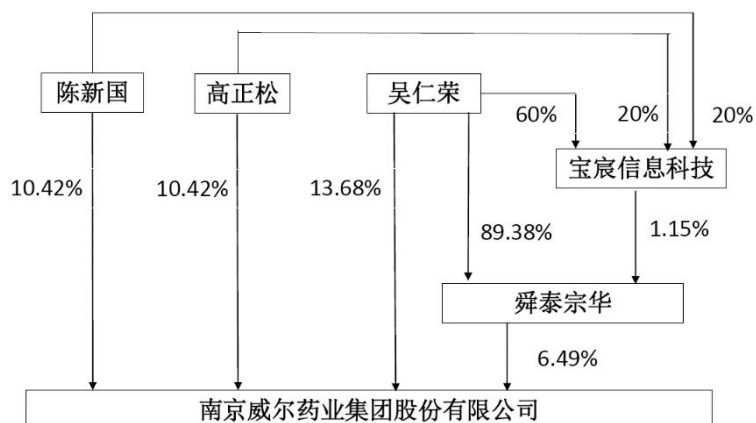 陈新国
高正松
吴仁荣
60%
20%
20%
宝宸信息科技
10.42%
10.42%
13.68%
89.38%
1.15%
舜泰宗华
6.49%
南京威尔药业集团股份有限公司